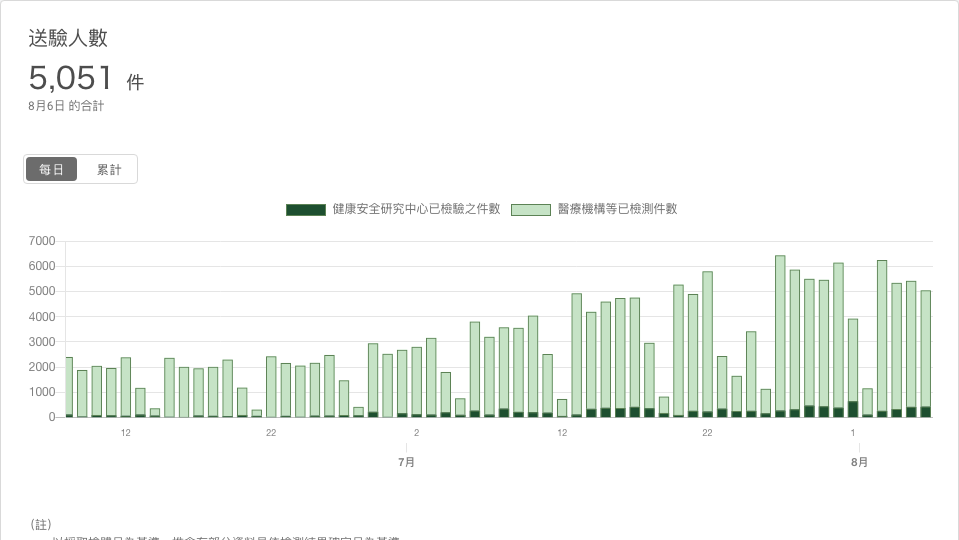 送驗人數
5,051 件
8月6日 的合計
每日 累計
健康安全研究中心已檢驗之件數 醫療機構等已檢測件數
7000
6000
5000
4000
3000
2000
1000
0
12 22 2 12 22 1
7月 8月
(註)